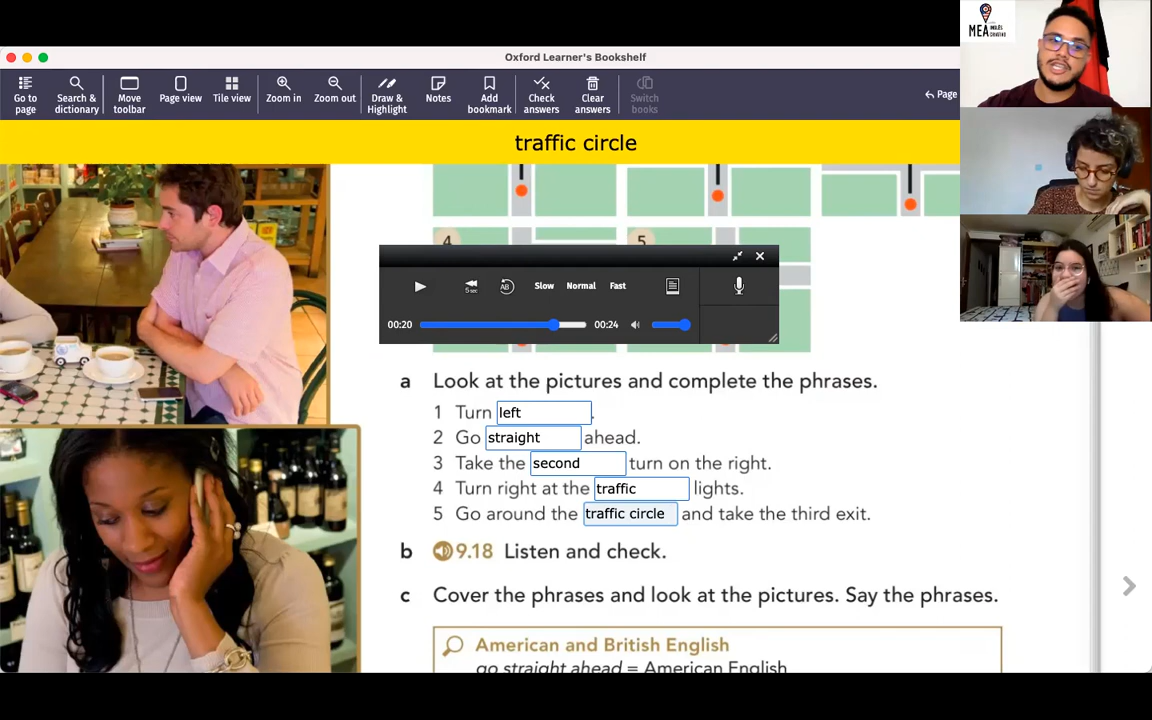 MEA INGLÊS CRIATIVO
Oxford Learner's Bookshelf
Go to page
Search & dictionary
Move toolbar
Page view
Tile view
Zoom in
Zoom out
Draw & Highlight
Notes
Add bookmark
Check answers
Clear answers
Switch books
Page
traffic circle
4
5
5 sec
AB
Slow
Normal
Fast
00:20
00:24
a Look at the pictures and complete the phrases.
1 Turn left.
2 Go straight ahead.
3 Take the second turn on the right.
4 Turn right at the traffic lights.
5 Go around the traffic circle and take the third exit.
b 9.18 Listen and check.
c Cover the phrases and look at the pictures. Say the phrases.
American and British English
go straight ahead = American English